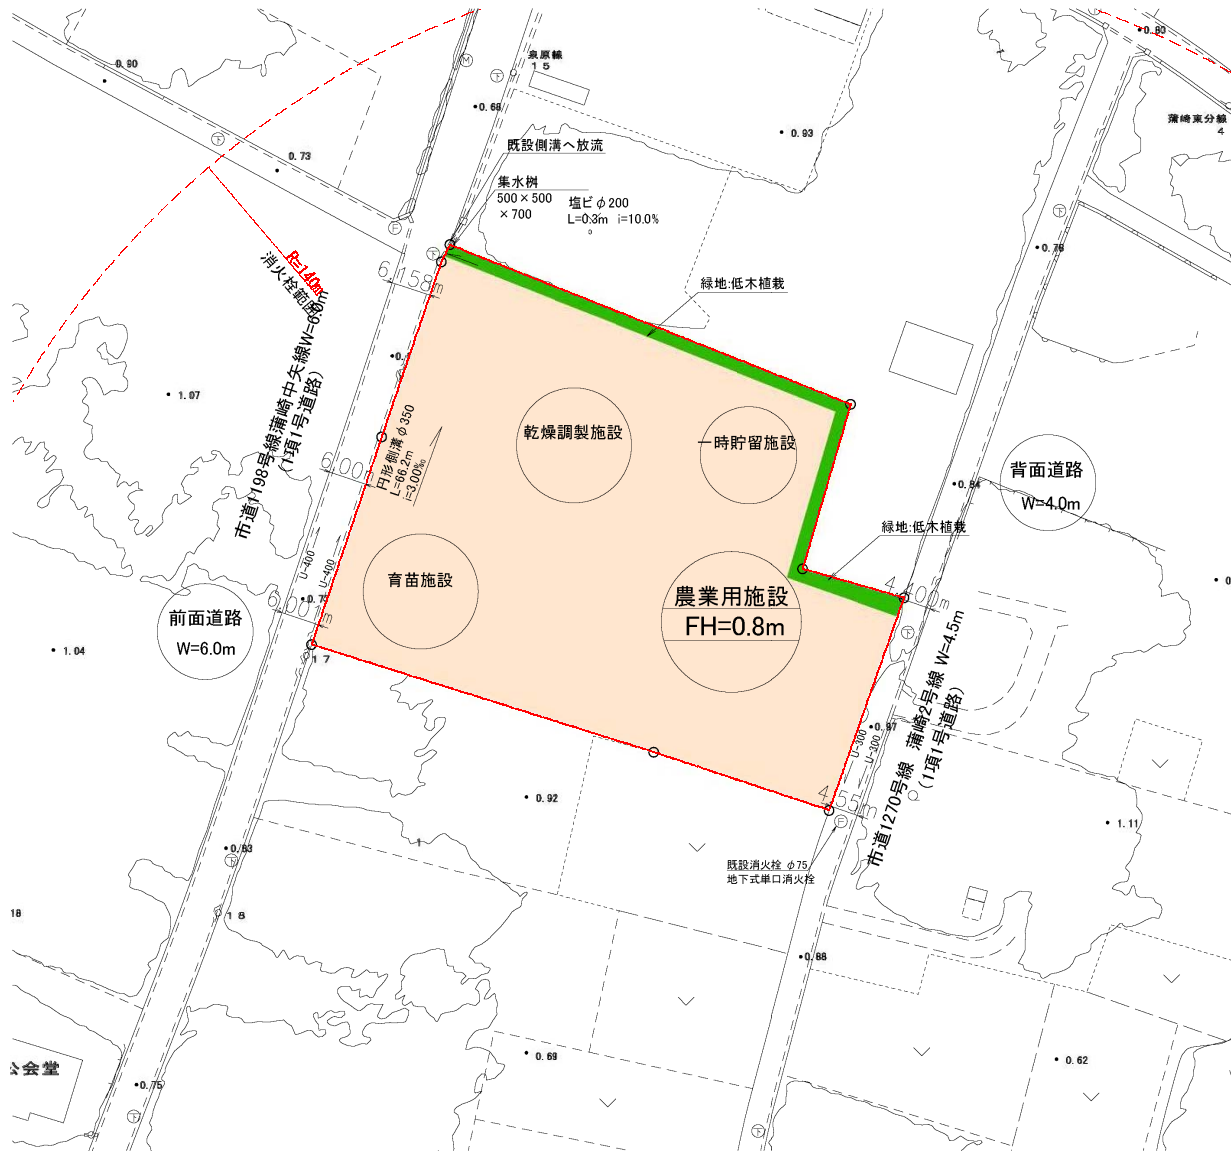 0.90
泉原線
15
0.68
0.83
蒲崎東分線
4
0.73
既設側溝へ放流
0.93
集水桝
500×500
×700
塩ビφ200
L=0.3m i=10.0%
R=140m
消火栓範囲
6.158m
緑地:低木植栽
0.76
市道1198号線蒲崎中矢線W=6.0m
(1項1号道路)
1.07
円形側溝φ350
L=66.2m
i=3.00‰
乾燥調製施設
一時貯留施設
背面道路
W=4.0m
0.84
緑地:低木植栽
U-400
U-400
育苗施設
農業用施設
FH=0.8m
4.400m
前面道路
W=6.0m
6.001m
1.04
17
市道1270号線 蒲崎2号線 W=4.5m
(1項1号道路)
0.97
U-300
U-300
0.92
4.55m
1.11
既設消火栓 φ75
地下式単口消火栓
0.83
1
18
18
0.88
公会堂
0.69
0.62
0.75